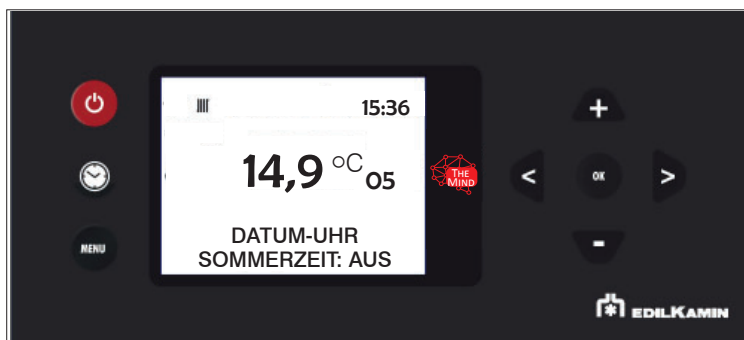 15:36
14,9 °C 05
THE
MIND
<
OK
>
+
-
MENU
DATUM-UHR
SOMMERZEIT: AUS
EDILKAMIN